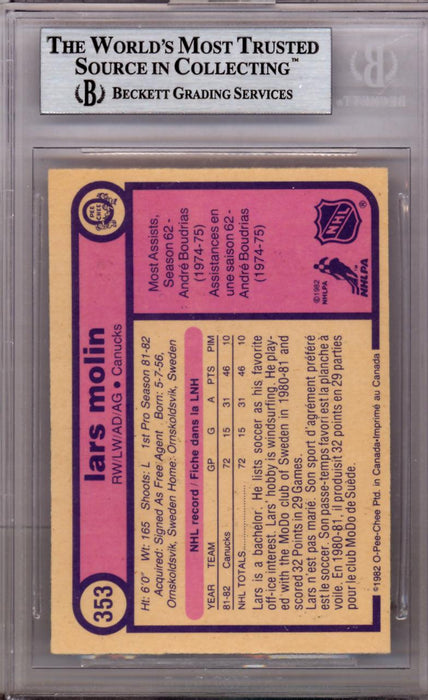 THE WORLD'S MOST TRUSTED
SOURCE IN COLLECTING™
B BECKETT GRADING SERVICES
353
lars molin
RW/LW/AD/AG • Canucks
O-PEE-CHEE
Ht: 6'0" Wt: 165 Shoots: L 1st Pro Season 81-82
Acquired: Signed As Free Agent Born: 5-7-56,
Ornskoldsvik, Sweden Home: Ornskoldsvik, Sweden
NHL record / Fiche dans la LNH
YEAR TEAM GP G A PTS PIM
81-82 Canucks 72 15 31 46 10
NHL TOTALS 72 15 31 46 10
Lars is a bachelor. He lists soccer as his favorite
off-ice interest. Lars' hobby is windsurfing. He play-
ed with the MoDo club of Sweden in 1980-81 and
scored 32 Points in 29 Games.
Lars n'est pas marié. Son sport d'agrément préféré
est le soccer. Son passe-temps favori est la planche à
voile. En 1980-81, il produisit 32 points en 29 parties
pour le club MoDo de Suède.
Most Assists,
Season 62 -
André Boudrias
(1974-75)
Assistances en
une saison 62 -
André Boudrias
(1974-75)
©1982
NHLPA
NHLPA
NHL
®
©1982 O-Pee-Chee Ptd. in Canada-Imprimé au Canada